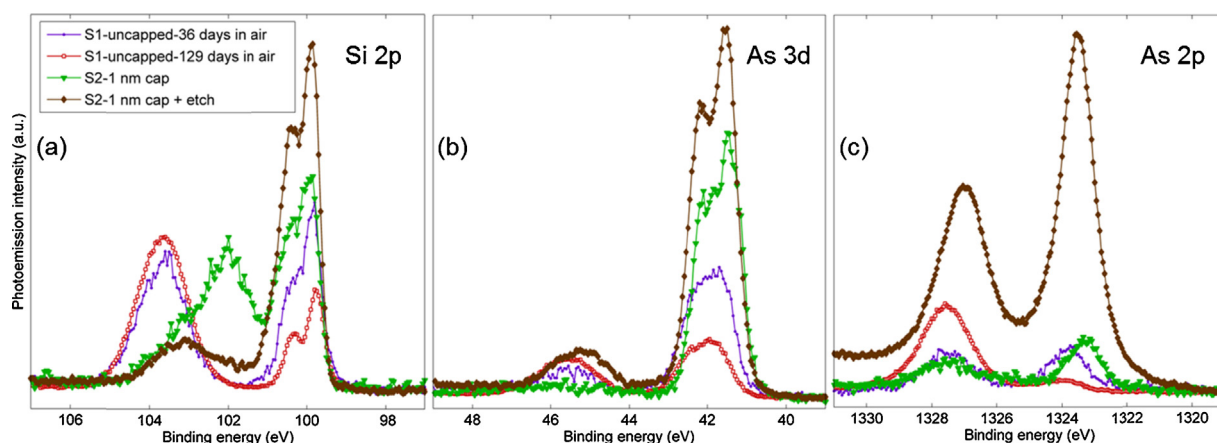 S1-uncapped-36 days in air
S1-uncapped-129 days in air
S2-1 nm cap
S2-1 nm cap + etch
Si 2p
As 3d
As 2p
(a)
(b)
(c)
Photoemission intensity (a.u.)
106 104 102 100 98
48 46 44 42 40
1330 1328 1326 1324 1322 1320
Binding energy (eV)
Binding energy (eV)
Binding energy (eV)